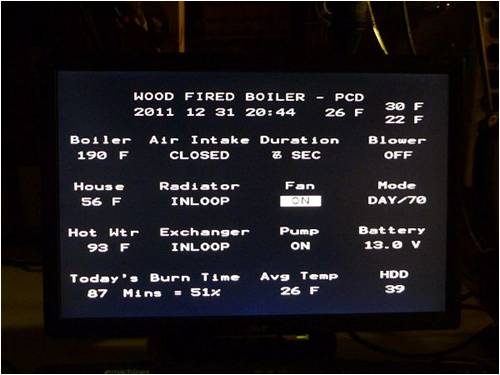 WOOD FIRED BOILER - PCD
2011 12 31 20:44 26 F 30 F
22 F
Boiler Air Intake Duration Blower
190 F CLOSED SEC OFF
House Radiator Fan Mode
56 F INLOOP ON DAY/70
Hot Wtr Exchanger Pump Battery
93 F INLOOP ON 13.0 V
Today's Burn Time Avg Temp HDD
87 Mins = 51% 26 F 39